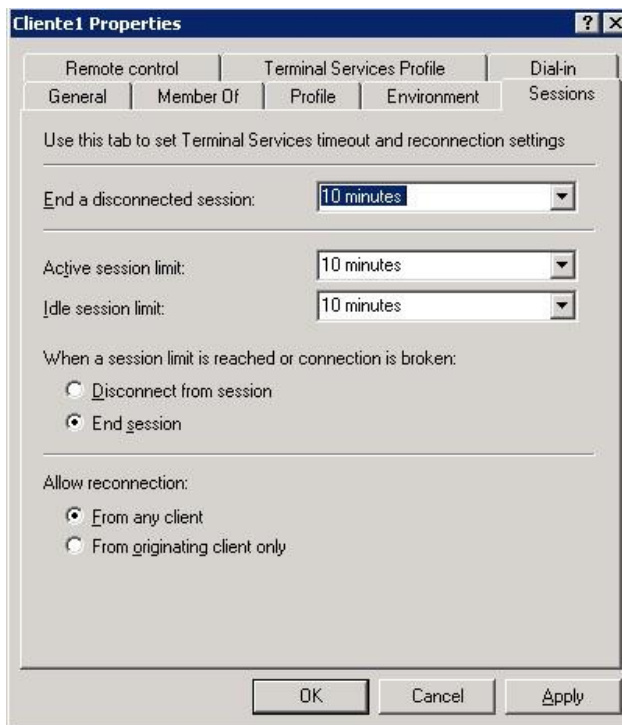 Cliente1 Properties
Remote control Terminal Services Profile Dial-in
General Member Of Profile Environment Sessions
Use this tab to set Terminal Services timeout and reconnection settings
End a disconnected session: 10 minutes
Active session limit: 10 minutes
Idle session limit: 10 minutes
When a session limit is reached or connection is broken:
Disconnect from session
End session
Allow reconnection:
From any client
From originating client only
OK Cancel Apply